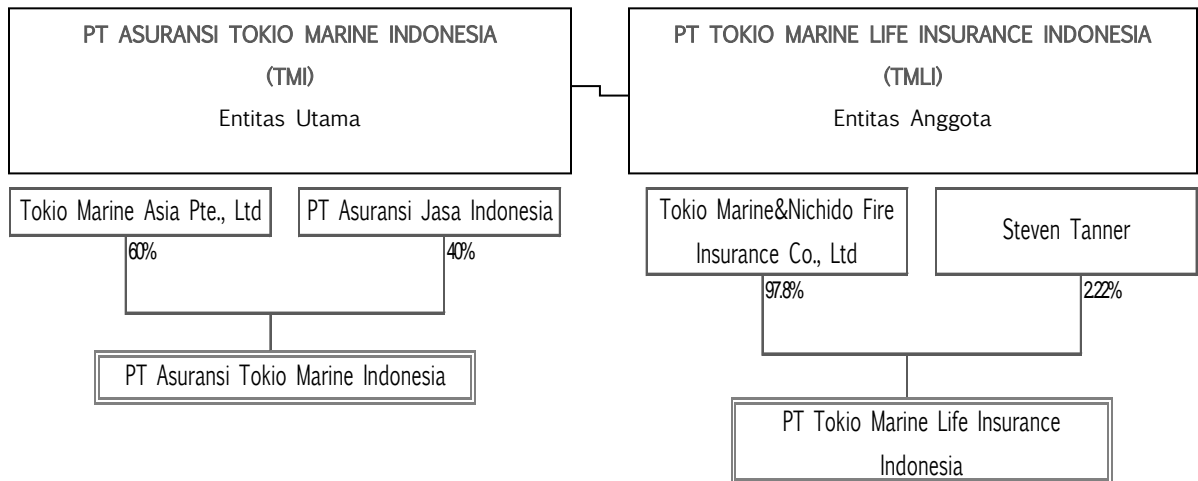 PT ASURANSI TOKIO MARINE INDONESIA
(TMI)
Entitas Utama
PT TOKIO MARINE LIFE INSURANCE INDONESIA
(TMLI)
Entitas Anggota
Tokio Marine Asia Pte., Ltd
PT Asuransi Jasa Indonesia
60%
40%
PT Asuransi Tokio Marine Indonesia
Tokio Marine&Nichido Fire
Insurance Co., Ltd
Steven Tanner
97.8%
2.22%
PT Tokio Marine Life Insurance
Indonesia